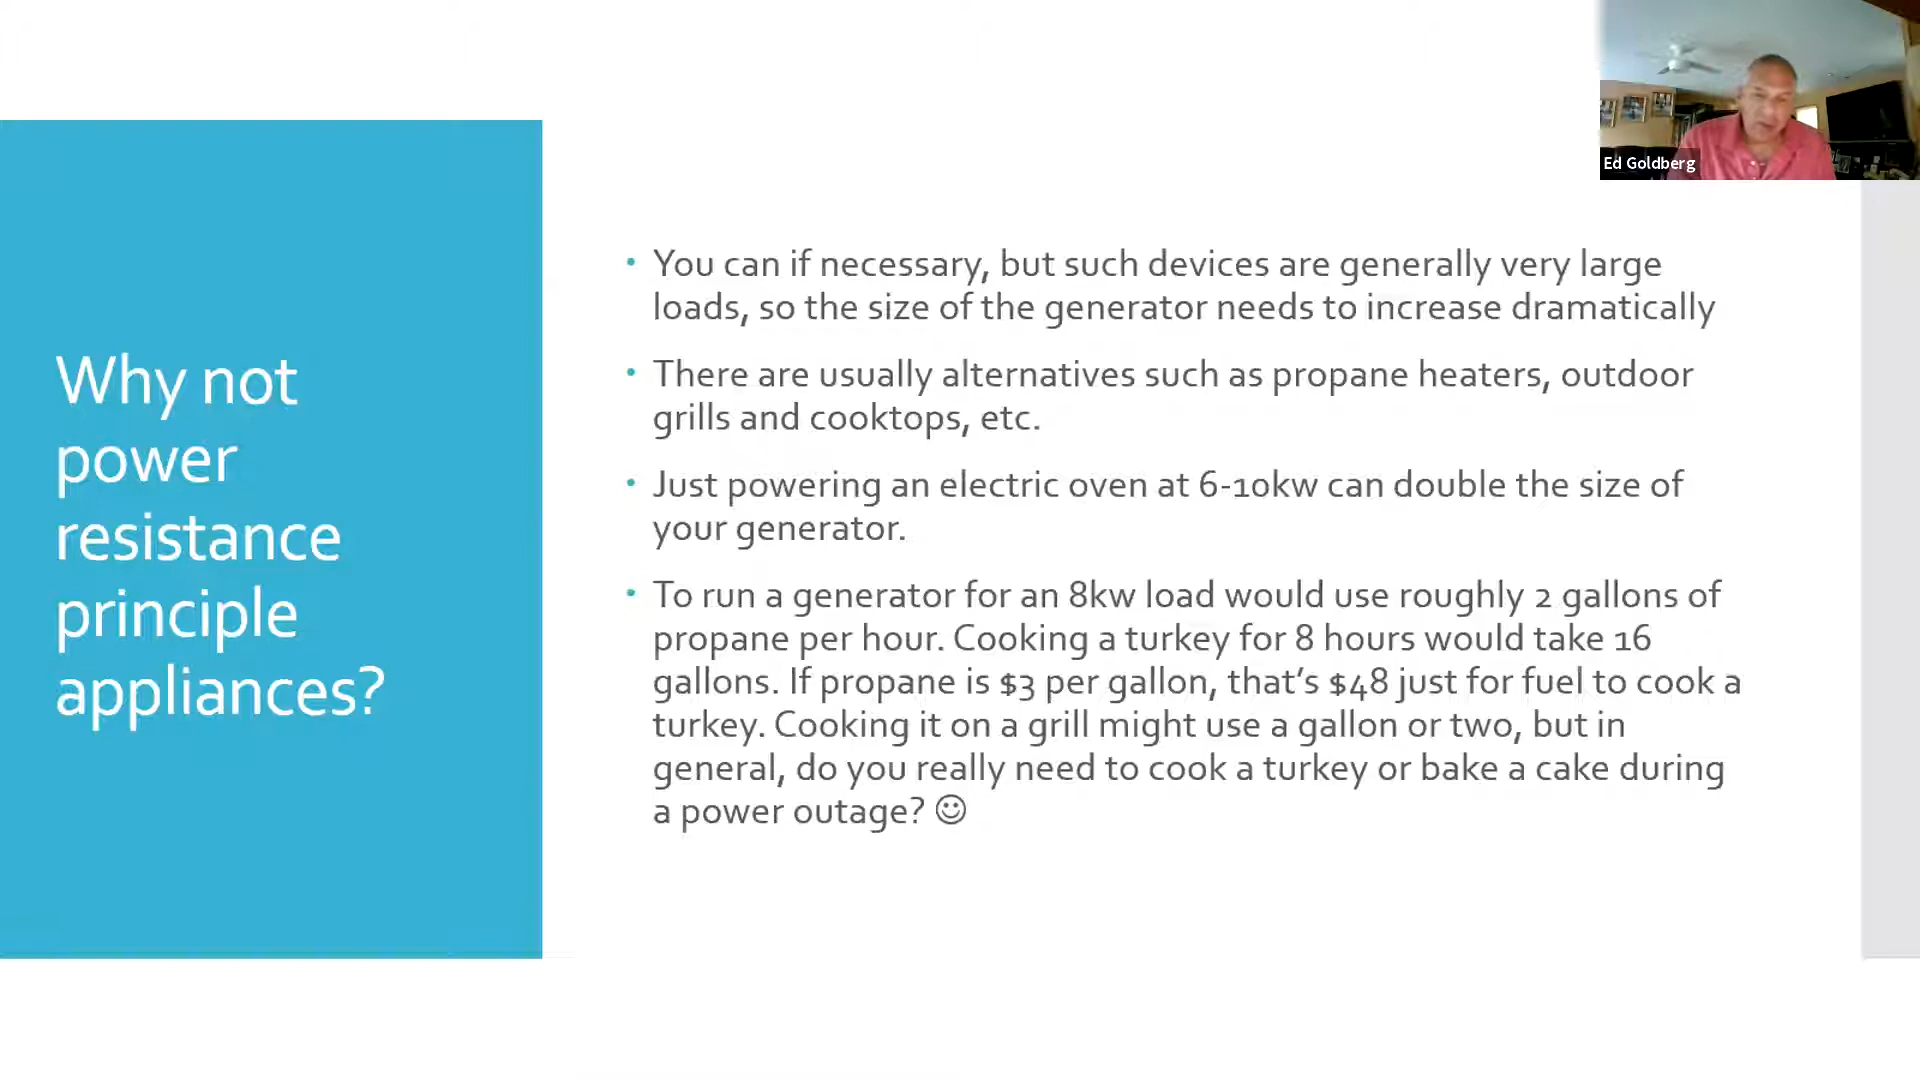 Ed Goldberg
Why not
power
resistance
principle
appliances?
• You can if necessary, but such devices are generally very large
loads, so the size of the generator needs to increase dramatically
• There are usually alternatives such as propane heaters, outdoor
grills and cooktops, etc.
• Just powering an electric oven at 6-10kw can double the size of
your generator.
• To run a generator for an 8kw load would use roughly 2 gallons of
propane per hour. Cooking a turkey for 8 hours would take 16
gallons. If propane is $3 per gallon, that’s $48 just for fuel to cook a
turkey. Cooking it on a grill might use a gallon or two, but in
general, do you really need to cook a turkey or bake a cake during
a power outage? ☺